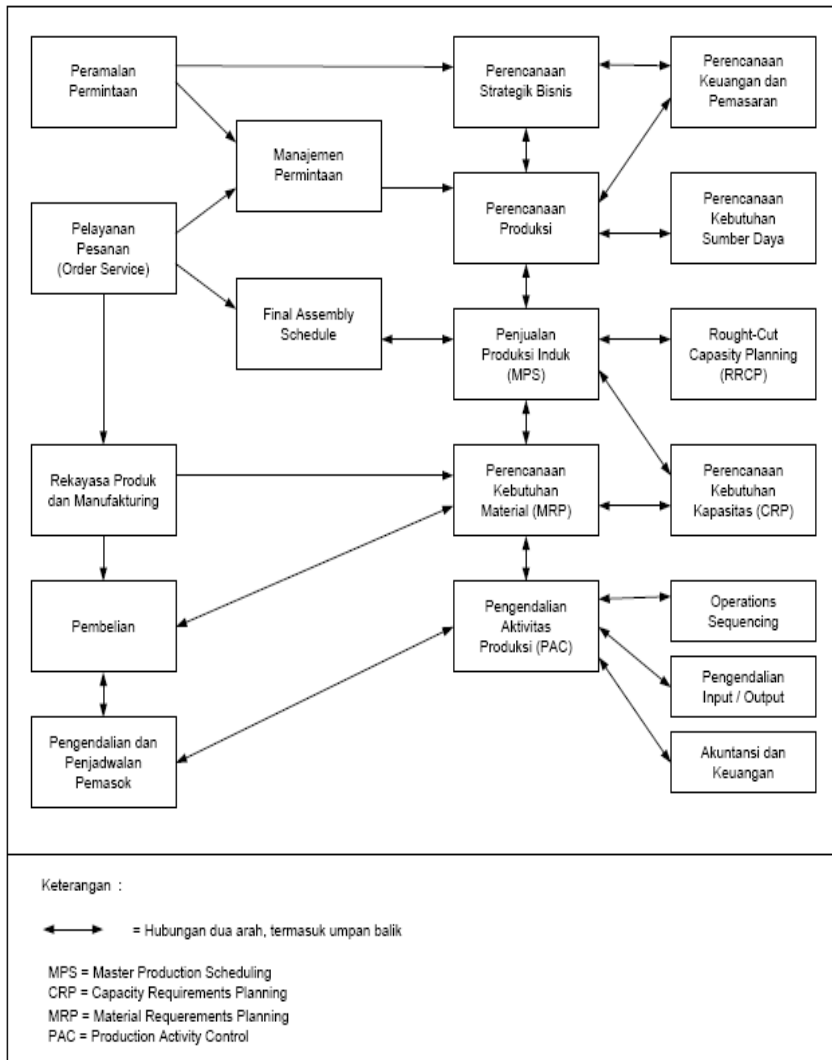 Peramalan
Permintaan
Perencanaan
Strategik Bisnis
Perencanaan
Keuangan dan
Pemasaran
Manajemen
Permintaan
Perencanaan
Produksi
Perencanaan
Kebutuhan
Sumber Daya
Pelayanan
Pesanan
(Order Service)
Final Assembly
Schedule
Penjualan
Produksi Induk
(MPS)
Rought-Cut
Capasity Planning
(RRCP)
Rekayasa Produk
dan Manufakturing
Perencanaan
Kebutuhan
Material (MRP)
Perencanaan
Kebutuhan
Kapasitas (CRP)
Pembelian
Pengendalian
Aktivitas
Produksi (PAC)
Operations
Sequencing
Pengendalian
Input / Output
Pengendalian dan
Penjadwalan
Pemasok
Akuntansi dan
Keuangan
Keterangan :
= Hubungan dua arah, termasuk umpan balik
MPS = Master Production Scheduling
CRP = Capacity Requirements Planning
MRP = Material Requerements Planning
PAC = Production Activity Control